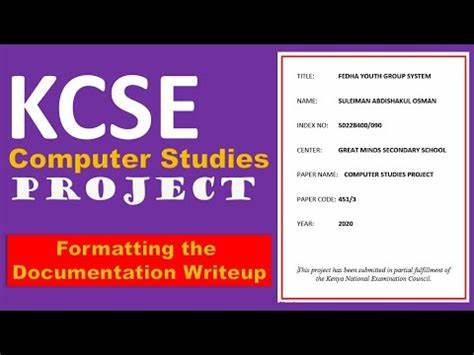 KCSE
Computer Studies
PROJECT
Formatting the
Documentation Writeup
TITLE: FEDHA YOUTH GROUP SYSTEM
NAME: SULEIMAN ABDISHAKUL OSMAN
INDEX NO: 50228400/090
CENTER: GREAT MINDS SECONDARY SCHOOL
PAPER NAME: COMPUTER STUDIES PROJECT
PAPER CODE: 451/3
YEAR: 2020
This project has been submitted in partial fulfillment of
the Kenya National Examination Council.